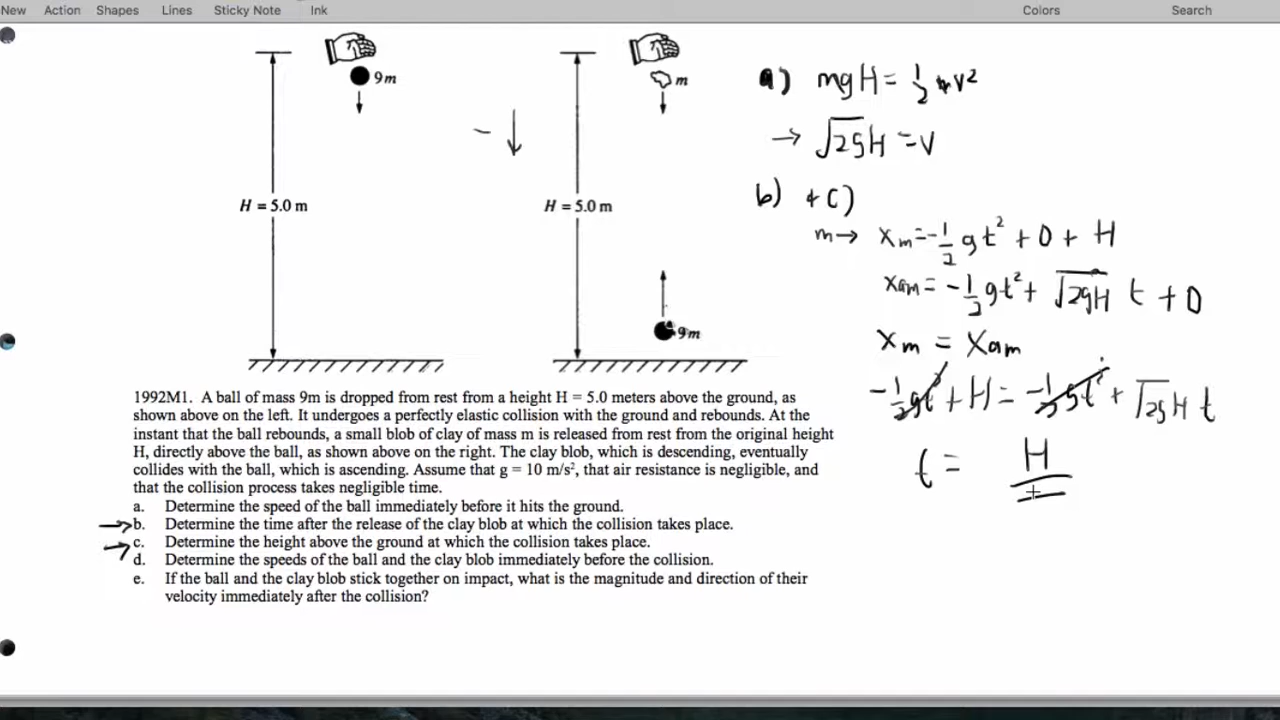 New Action Shapes Lines Sticky Note Ink Colors Search
9m
m
H = 5.0 m
H = 5.0 m
9m
1992M1. A ball of mass 9m is dropped from rest from a height H = 5.0 meters above the ground, as
shown above on the left. It undergoes a perfectly elastic collision with the ground and rebounds. At the
instant that the ball rebounds, a small blob of clay of mass m is released from rest from the original height
H, directly above the ball, as shown above on the right. The clay blob, which is descending, eventually
collides with the ball, which is ascending. Assume that g = 10 m/s², that air resistance is negligible, and
that the collision process takes negligible time.
a. Determine the speed of the ball immediately before it hits the ground.
b. Determine the time after the release of the clay blob at which the collision takes place.
c. Determine the height above the ground at which the collision takes place.
d. Determine the speeds of the ball and the clay blob immediately before the collision.
e. If the ball and the clay blob stick together on impact, what is the magnitude and direction of their
velocity immediately after the collision?
- ↓
a) mgH = ½ mv²
→ √2gH = v
b) + c)
m → xm = -½ gt² + 0 + H
x9m = -½ gt² + √2gH t + 0
xm = x9m
-½gt² + H = -½gt² + √2gH t
t = H